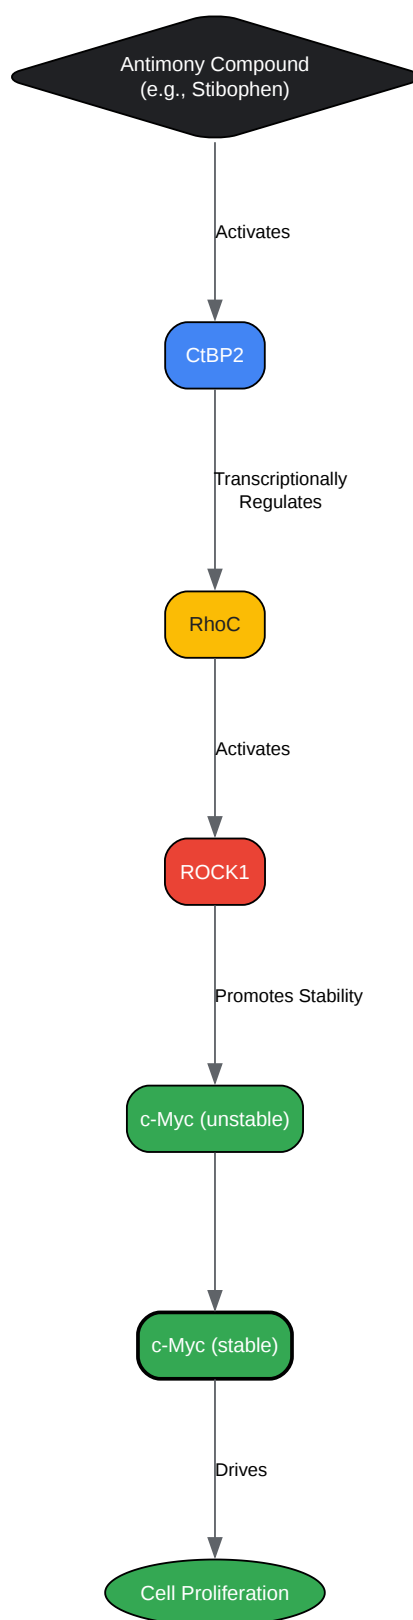 Antimony Compound
(e.g., Stibophen)
Activates
CtBP2
Transcriptionally
Regulates
RhoC
Activates
ROCK1
Promotes Stability
c-Myc (unstable)
c-Myc (stable)
Drives
Cell Proliferation